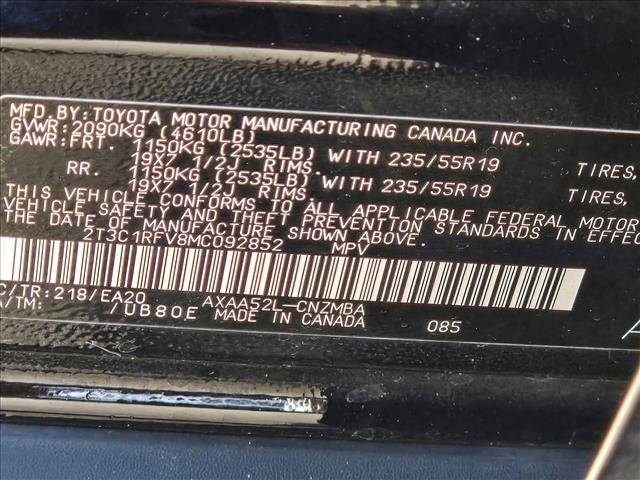 MFD BY: TOYOTA MOTOR MANUFACTURING CANADA INC.
GVWR: 2090KG (4610LB)
GAWR: FRT. 1150KG (2535LB) WITH 235/55R19 TIRES,
19X7 1/2J RIMS.
RR. 1150KG (2535LB) WITH 235/55R19 TIRES,
19X7 1/2J RIMS.
THIS VEHICLE CONFORMS TO ALL APPLICABLE FEDERAL MOTOR
VEHICLE SAFETY AND THEFT PREVENTION STANDARDS IN EFFEC
THE DATE OF MANUFACTURE SHOWN ABOVE.
2T3C1RFV8MC092852 MPV
C/TR: 218/EA20 AXAA52L-CNZMBA
/TM: /UB80E MADE IN CANADA 085